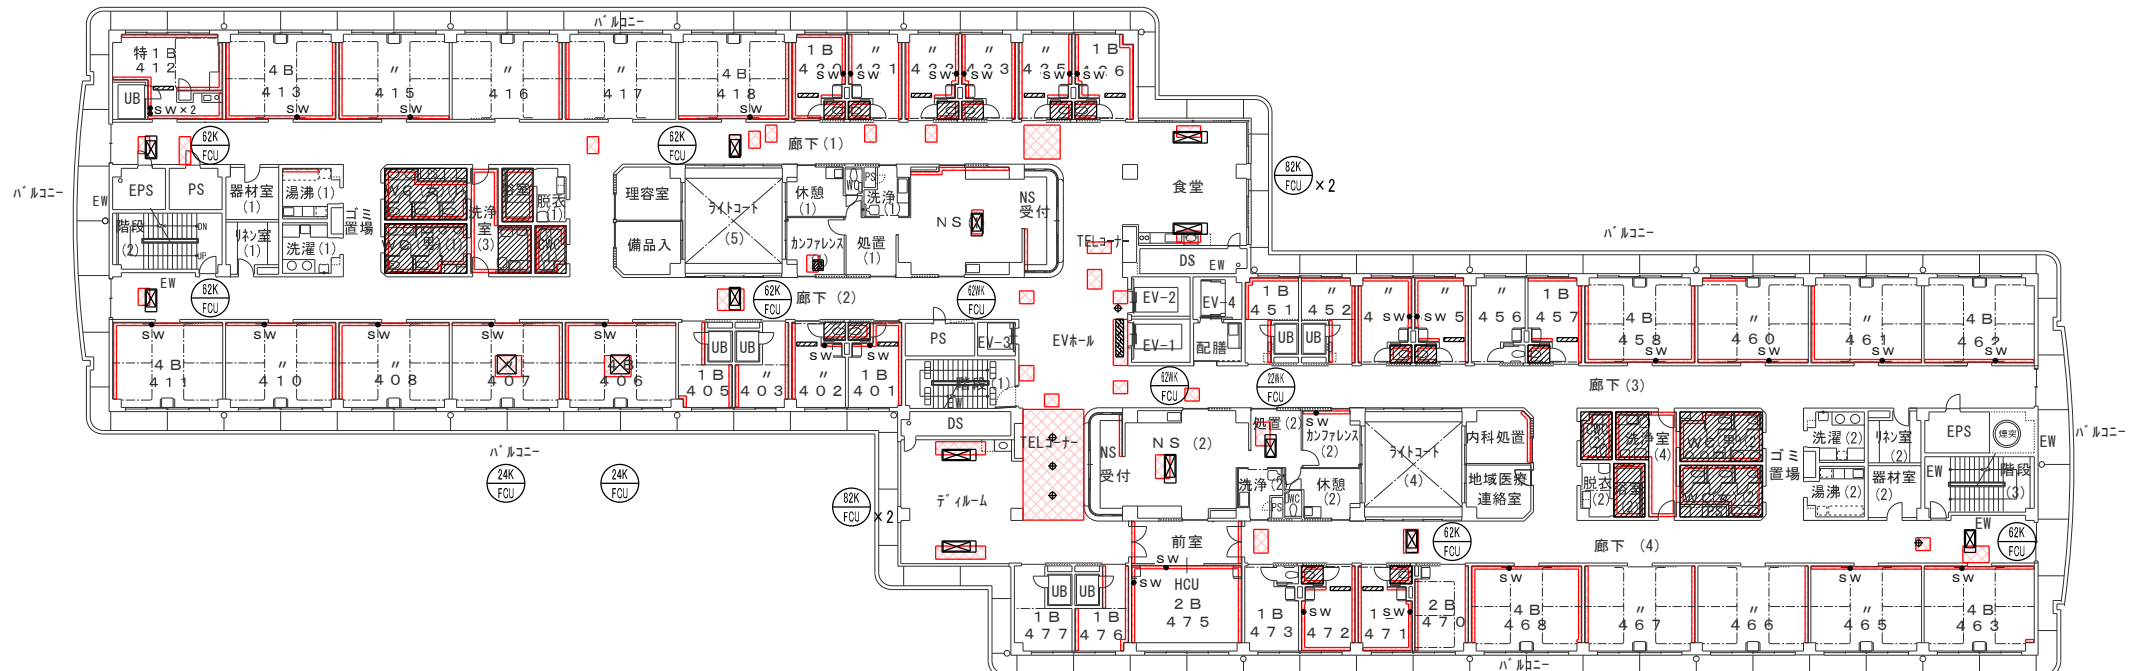 バルコニー
特1B
412
UB
SW×2
4B
413
SW
〃
415
SW
〃
416
〃
417
4B
418
SW
1B
420
SW
〃
421
SW
〃
SW
〃
423
SW
〃
425
SW
1B
426
SW
62K
FCU
62K
FCU
廊下(1)
82K
FCU
×2
バルコニー
EW
EPS
PS
器材室
(1)
湯沸(1)
ゴミ
置場
洗浄
室
(3)
脱衣
(1)
理容室
備品入
ライトコート
(5)
休憩
(1)
WC
PS
洗浄
(1)
NS
NS
受付
食堂
階段
(2)
DN
UP
リネン室
(1)
洗濯(1)
カンファレンス
処置
(1)
TELコーナー
DS
EW
EW
62K
FCU
62K
FCU
62WK
FCU
廊下(2)
バルコニー
SW
4B
411
SW
〃
410
SW
〃
408
SW
〃
407
SW
4B
406
UB
UB
1B
405
〃
403
SW
〃
402
SW
1B
401
PS
EV-3
階段(1)
EW
EVホール
EV-2
EV-4
EV-1
配膳
1B
451
〃
452
UB
UB
〃
SW
〃
5
〃
456
1B
457
SW
4B
458
SW
〃
460
SW
〃
461
SW
4B
462
SW
62WK
FCU
22WK
FCU
廊下(3)
バルコニー
24K
FCU
24K
FCU
82K
FCU
×2
DS
TELコーナー
ディルーム
NS
受付
NS(2)
処置(2)
SW
カンファレンス
(2)
洗浄(2)
PS
WC
休憩
(2)
ライトコート
(4)
内科処置
地域医療
連絡室
洗浄室
(4)
脱衣
(2)
ゴミ
置場
洗濯(2)
湯沸(2)
リネン室
(2)
器材室
(2)
EPS
煙突
EW
EW
階段
(3)
バルコニー
EW
前室
62K
FCU
廊下 (4)
62K
FCU
UB
UB
1B
477
1B
476
SW
SW
HCU
2B
475
1B
473
SW
〃
472
SW
1B
471
2B
470
SW
4B
468
〃
467
〃
466
SW
〃
465
SW
4B
463
バルコニー